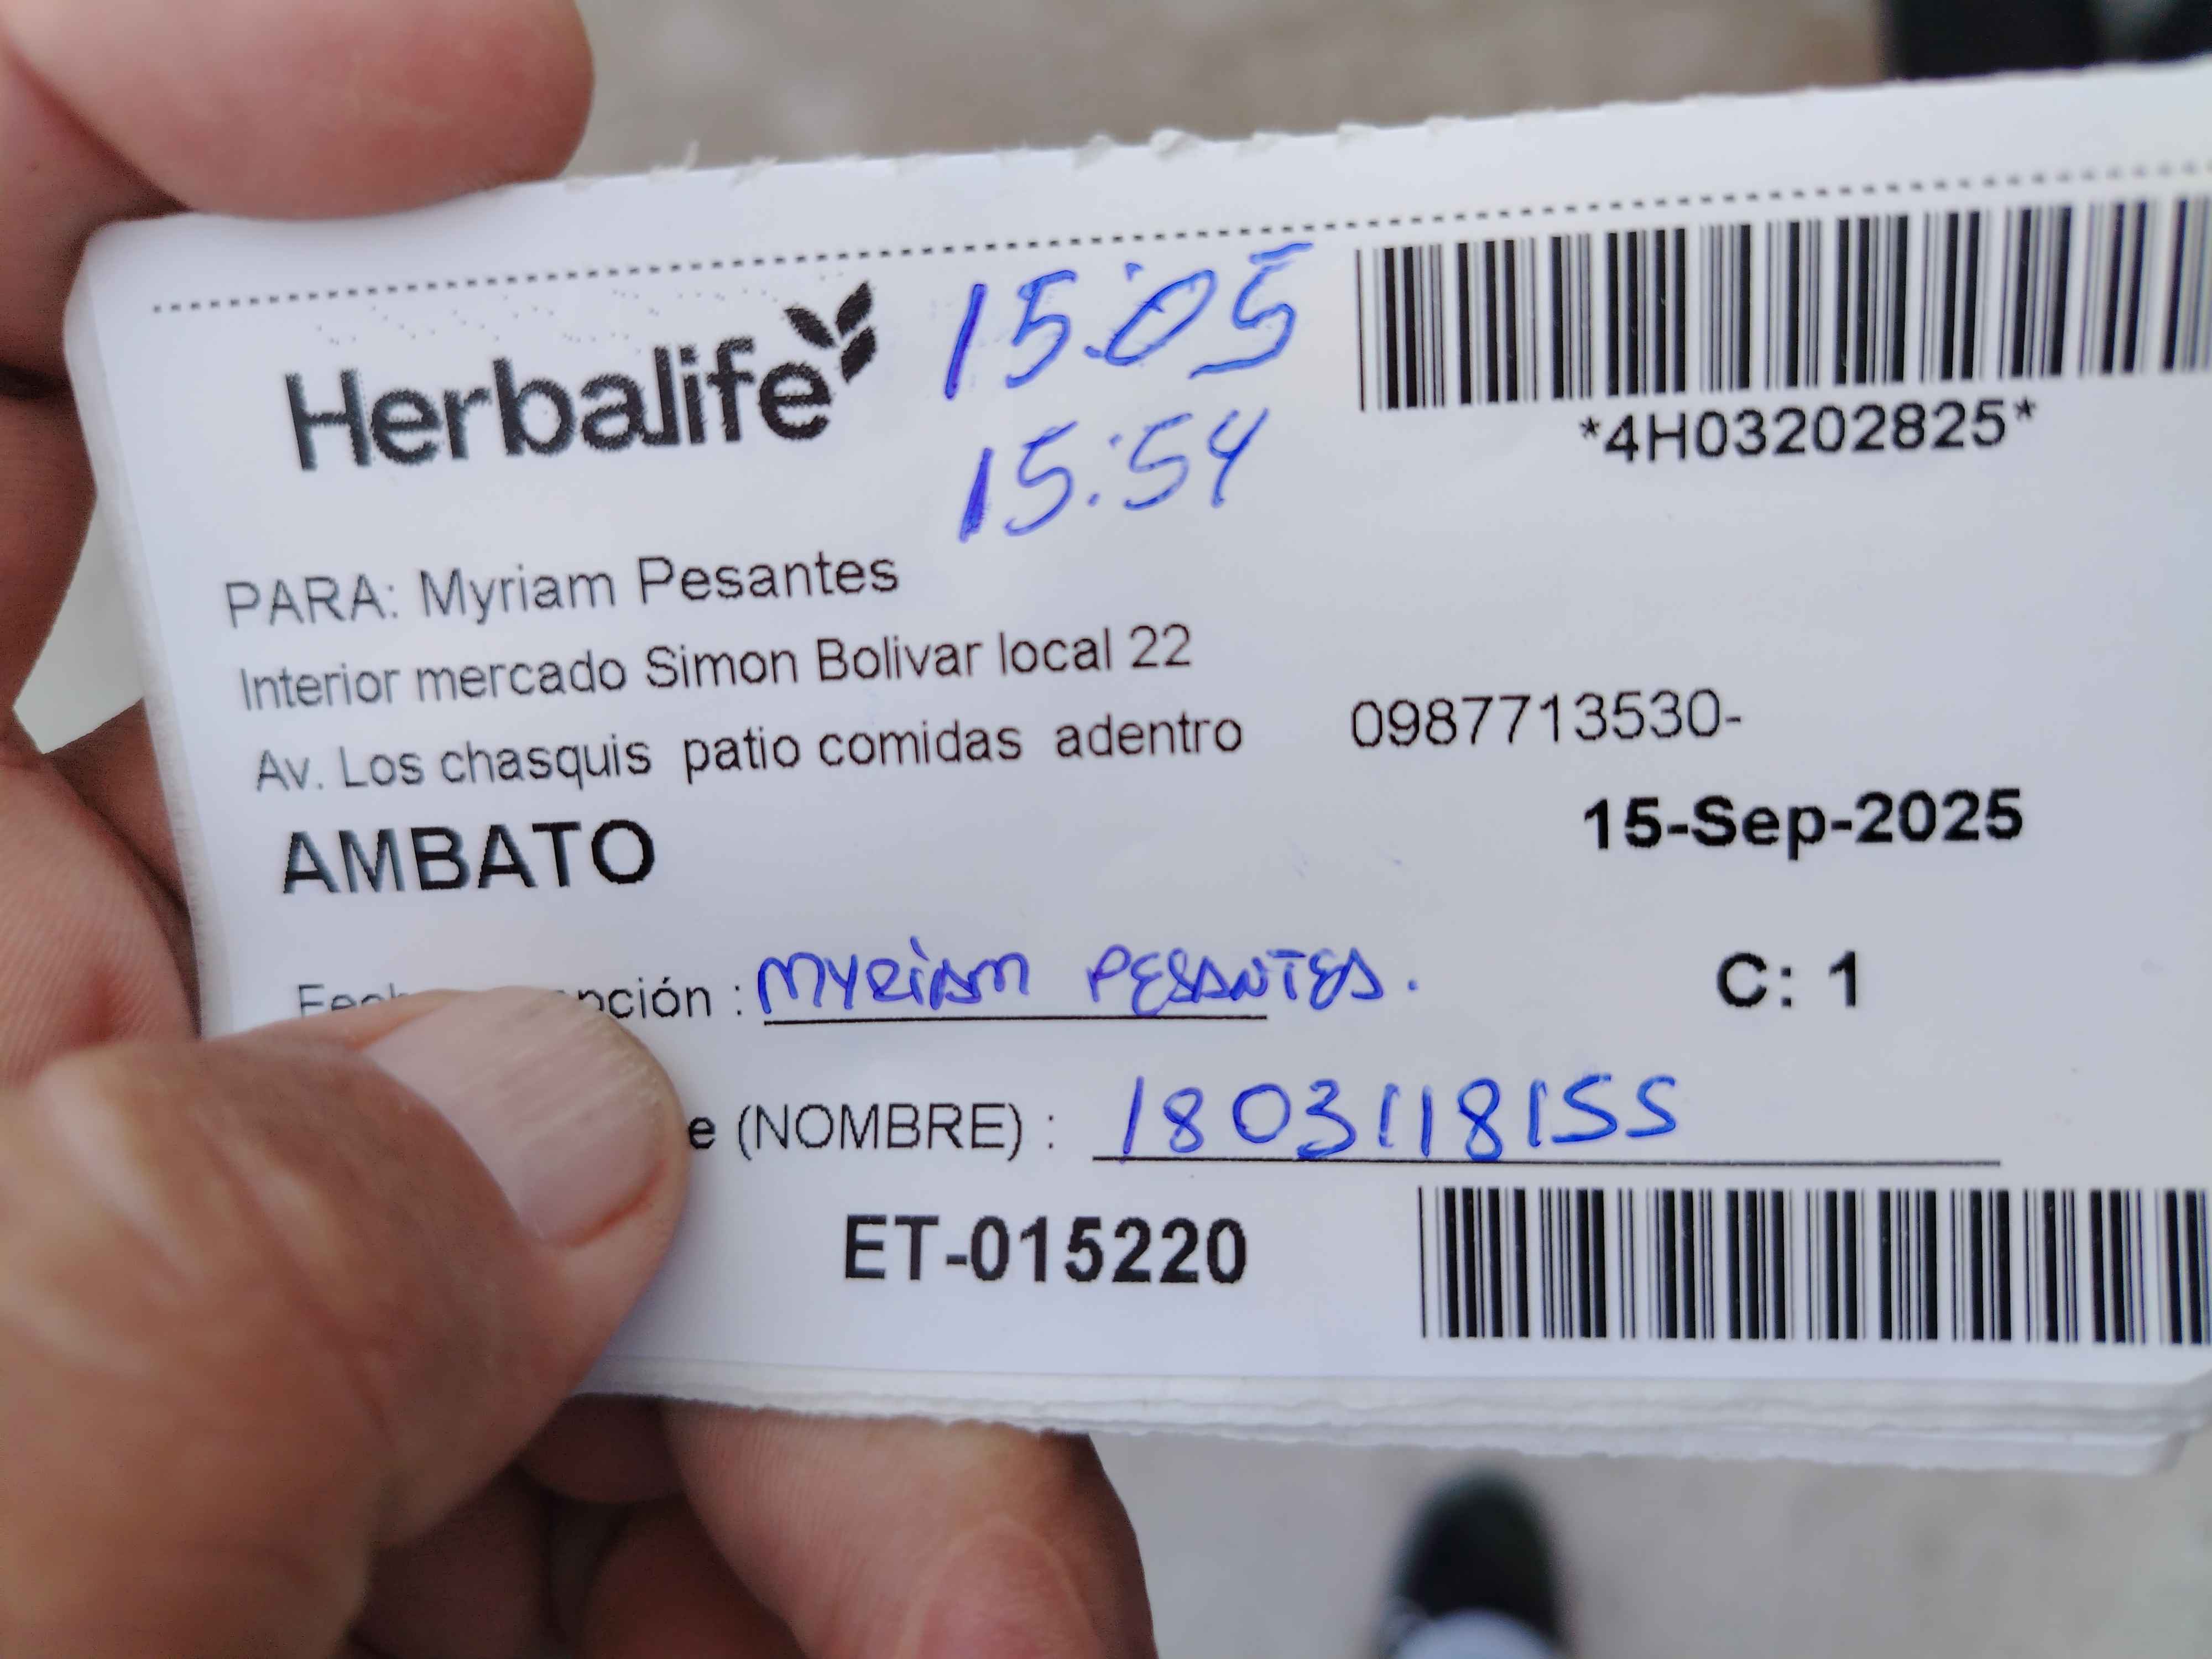 Herbalife
15:05
15:54
*4H03202825*
PARA: Myriam Pesantes
Interior mercado Simon Bolivar local 22
Av. Los chasquis patio comidas adentro 0987713530-
AMBATO 15-Sep-2025
: MYRIAM PESANTES. C: 1
(NOMBRE) : 1803118155
ET-015220